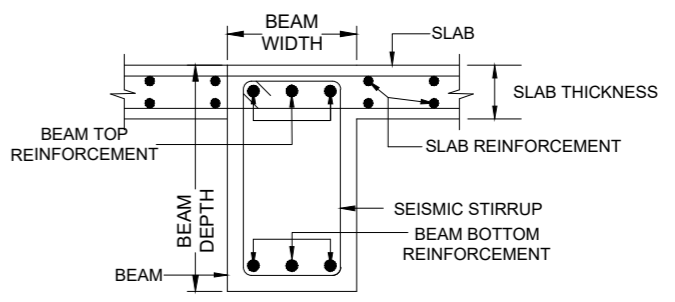 BEAM
WIDTH
SLAB
SLAB THICKNESS
BEAM TOP
REINFORCEMENT
SLAB REINFORCEMENT
BEAM
DEPTH
SEISMIC STIRRUP
BEAM BOTTOM
REINFORCEMENT
BEAM